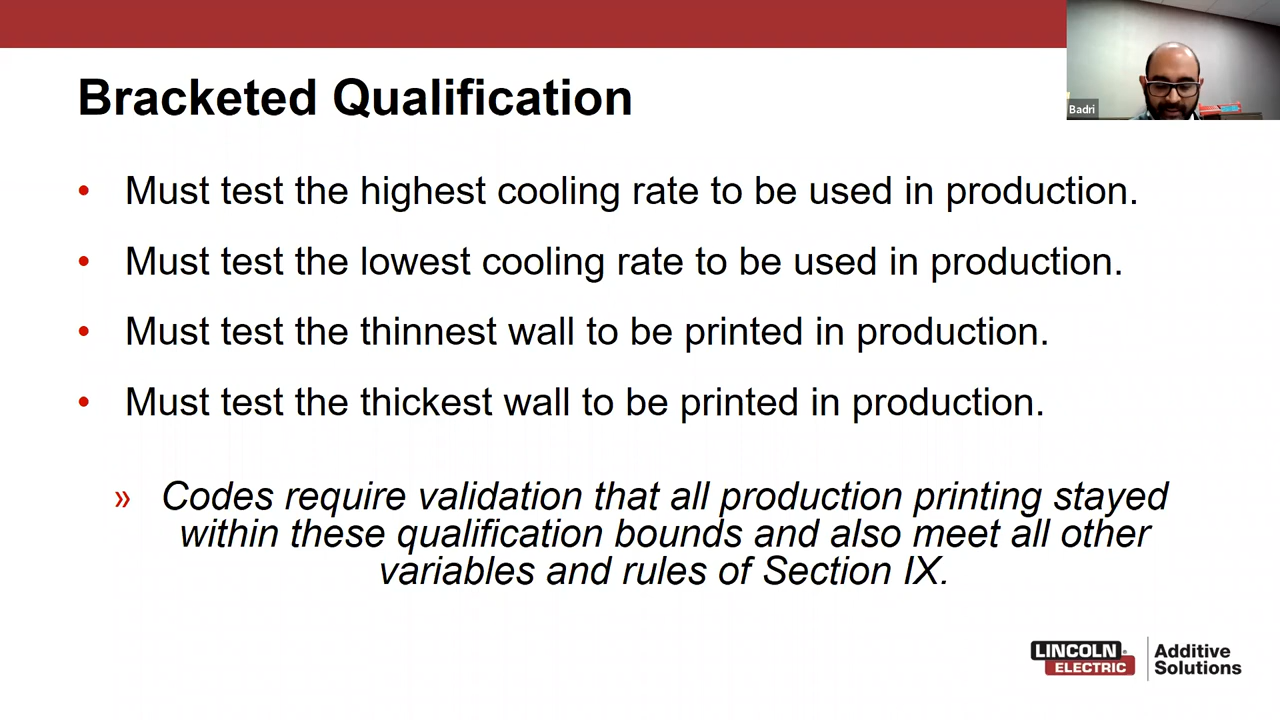 Bracketed Qualification
Badri
• Must test the highest cooling rate to be used in production.
• Must test the lowest cooling rate to be used in production.
• Must test the thinnest wall to be printed in production.
• Must test the thickest wall to be printed in production.
» Codes require validation that all production printing stayed
within these qualification bounds and also meet all other
variables and rules of Section IX.
LINCOLN
ELECTRIC
Additive
Solutions